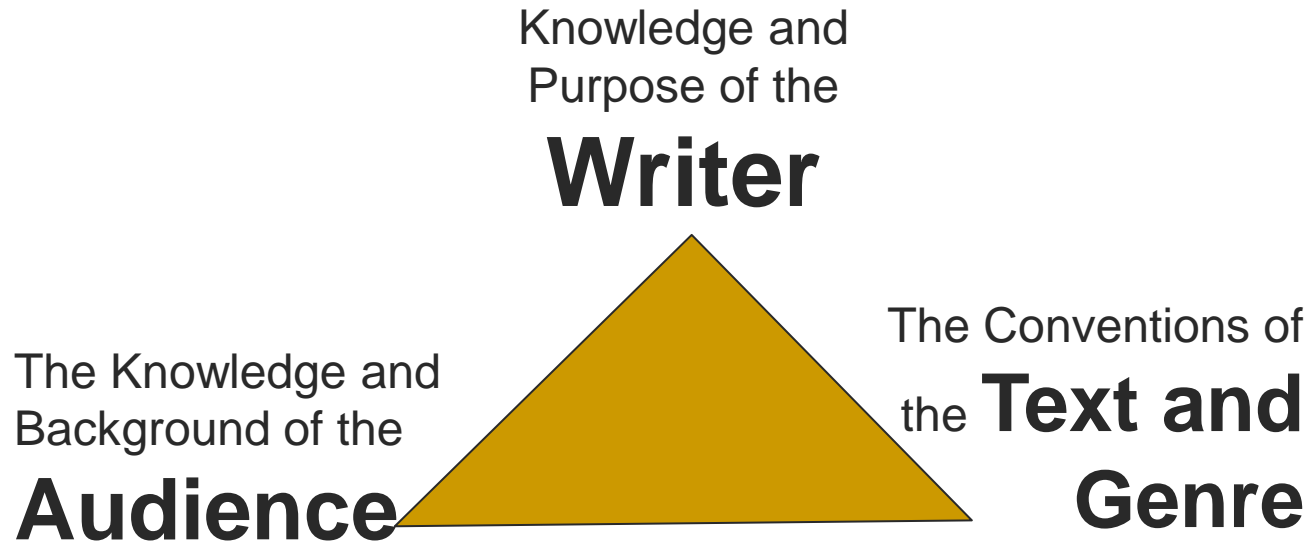 Knowledge and
Purpose of the
Writer
The Knowledge and
Background of the
Audience
The Conventions of
the Text and
Genre